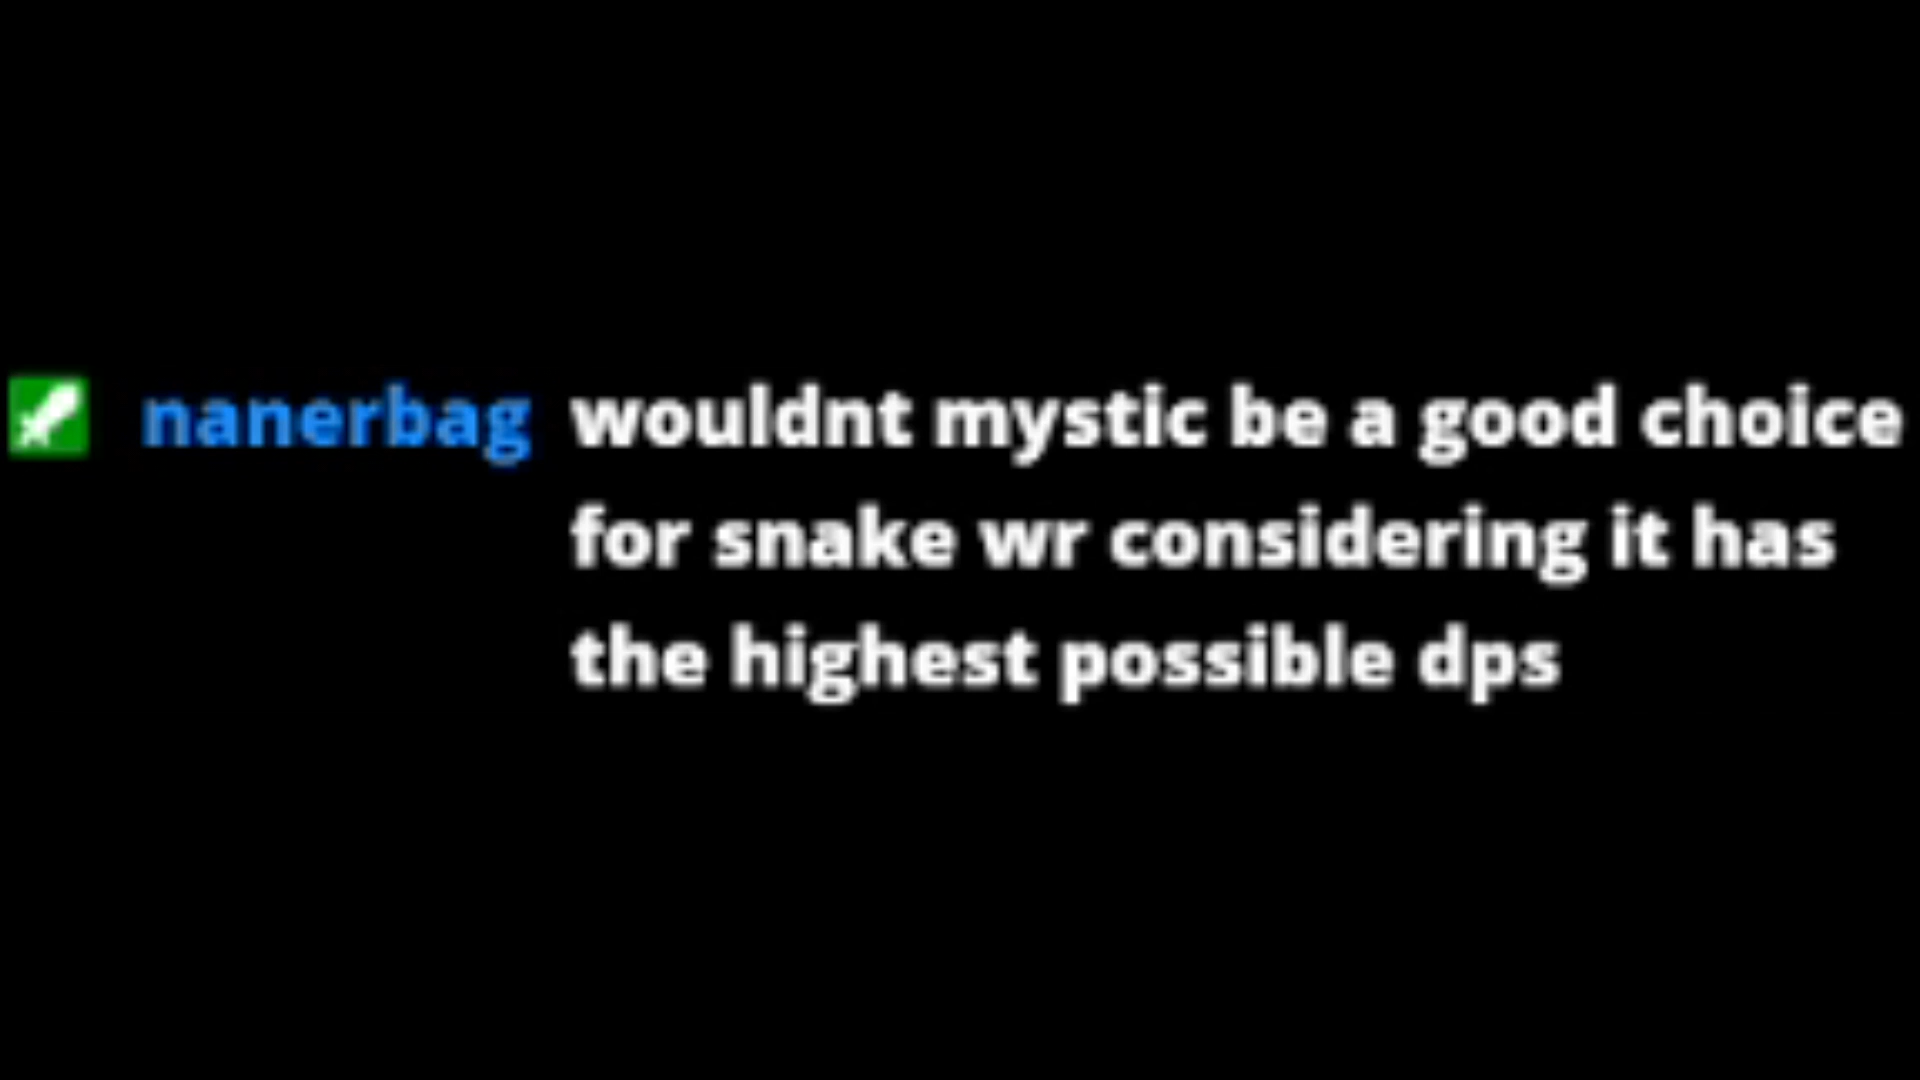 nanerbag wouldnt mystic be a good choice
for snake wr considering it has
the highest possible dps